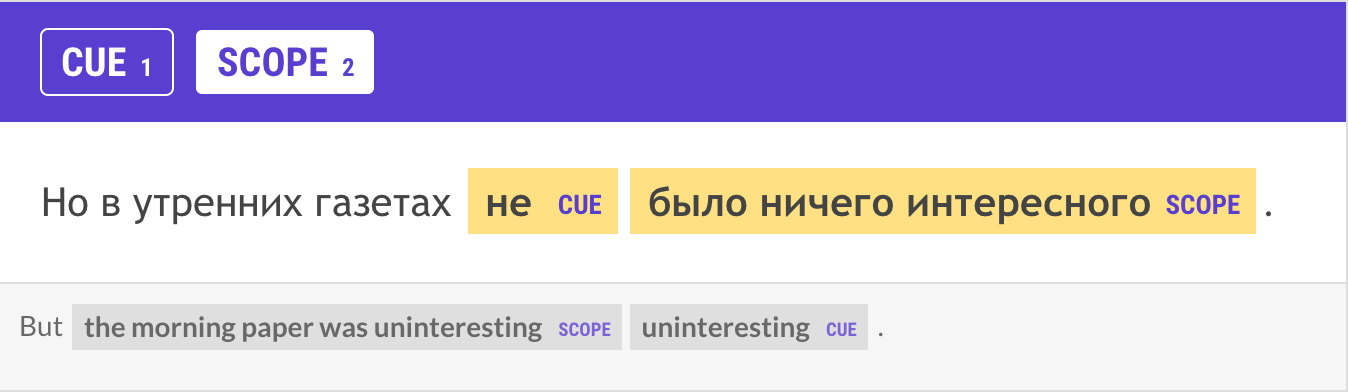 CUE 1 SCOPE 2
Но в утренних газетах не CUE было ничего интересного SCOPE .
But the morning paper was uninteresting SCOPE uninteresting CUE .